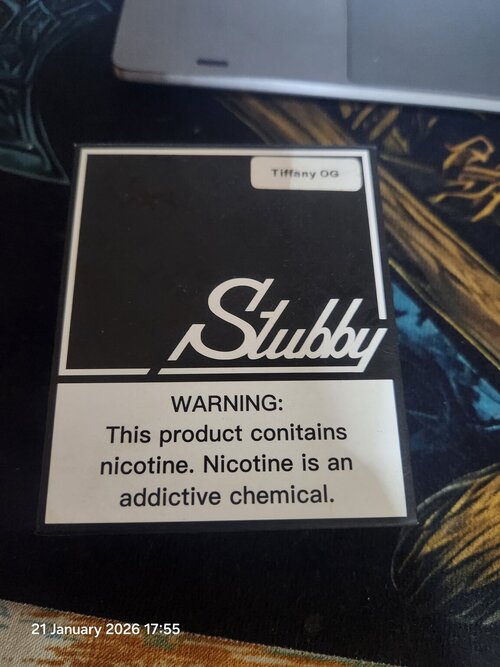 Tiffany OG
Stubby
WARNING:
This product conitains
nicotine. Nicotine is an
addictive chemical.
21 January 2026 17:55